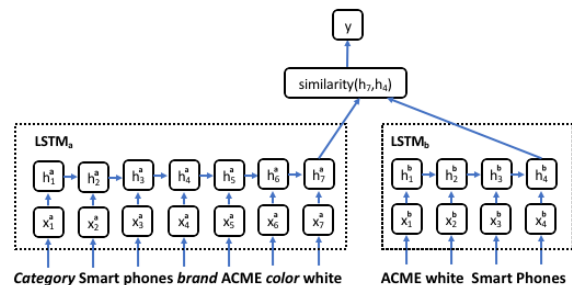 y
similarity(h₇,h₄)
LSTMₐ
LSTM_b
h₁ᵃ h₂ᵃ h₃ᵃ h₄ᵃ h₅ᵃ h₆ᵃ h₇ᵃ
h₁ᵇ h₂ᵇ h₃ᵇ h₄ᵇ
x₁ᵃ x₂ᵃ x₃ᵃ x₄ᵃ x₅ᵃ x₆ᵃ x₇ᵃ
x₁ᵇ x₂ᵇ x₃ᵇ x₄ᵇ
Category Smart phones brand ACME color white
ACME white Smart Phones